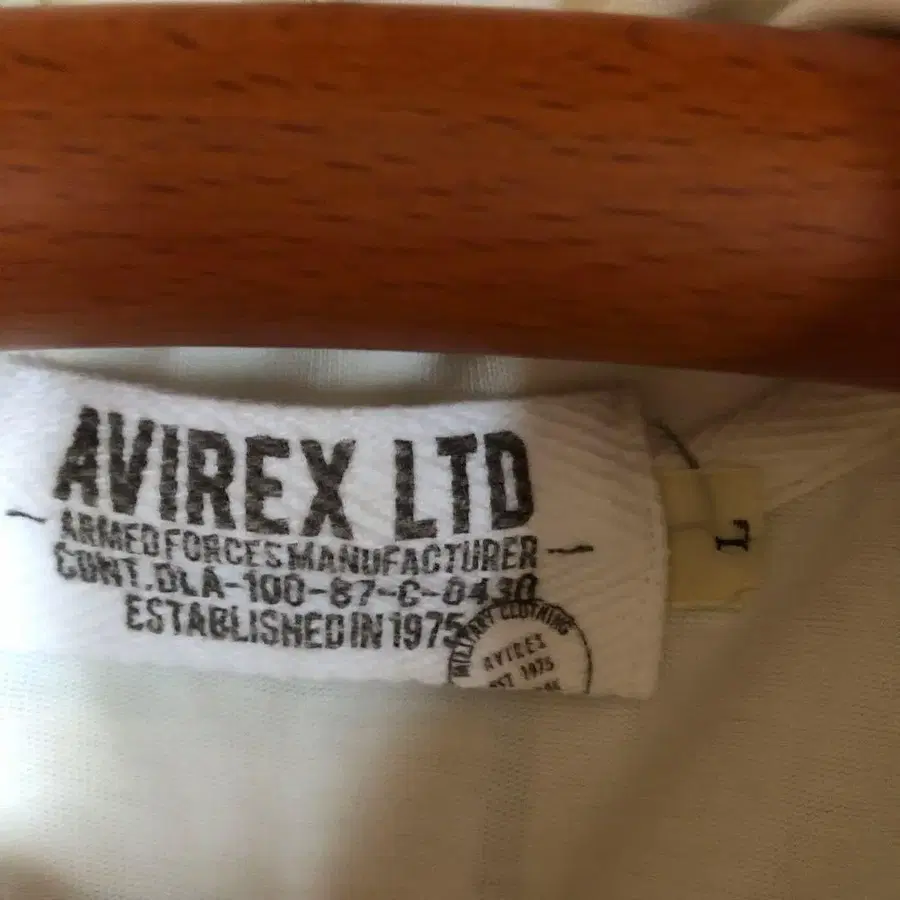 AVIREX LTD
ARMED FORCES MANUFACTURER
CONT.DLA-100-87-C-0430
ESTABLISHED IN 1975
MILITARY CLOTHING
AVIREX
EST 1975
L